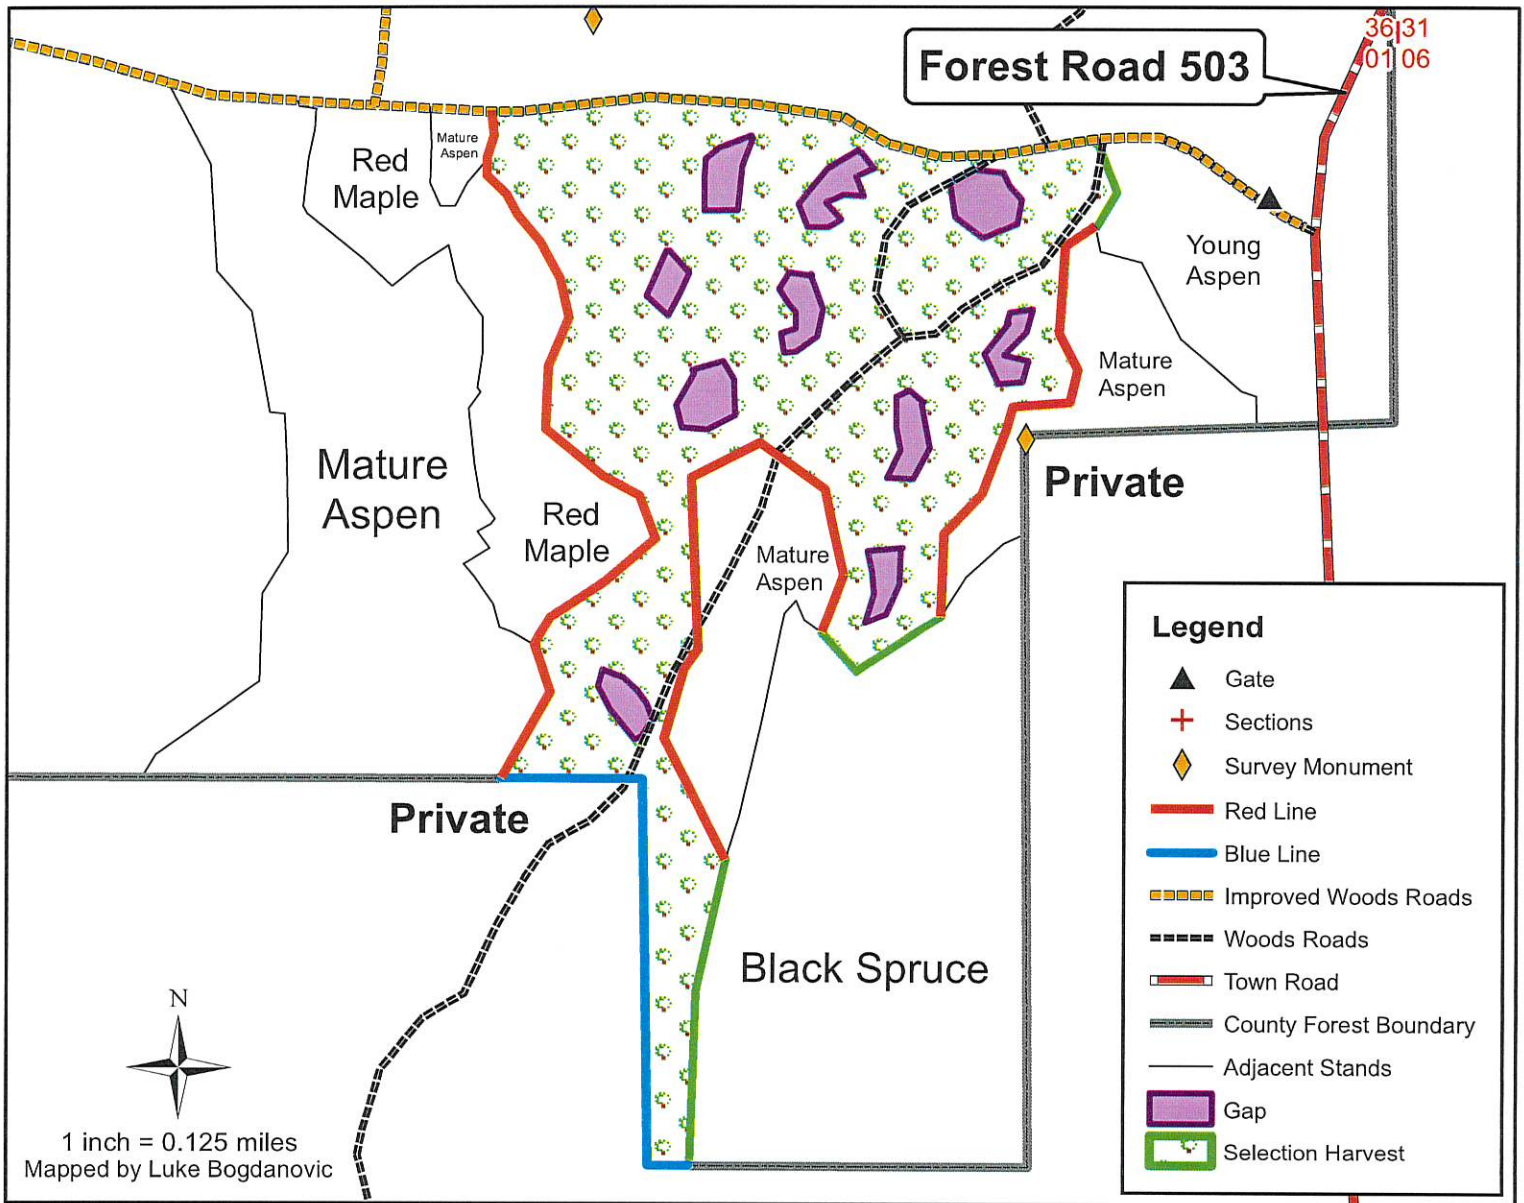 36|31
01 06
Forest Road 503
Mature
Aspen
Red
Maple
Young
Aspen
Mature
Aspen
Mature
Aspen
Private
Red
Maple
Mature
Aspen
Private
Black Spruce
N
1 inch = 0.125 miles
Mapped by Luke Bogdanovic
Legend
Gate
Sections
Survey Monument
Red Line
Blue Line
Improved Woods Roads
Woods Roads
Town Road
County Forest Boundary
Adjacent Stands
Gap
Selection Harvest